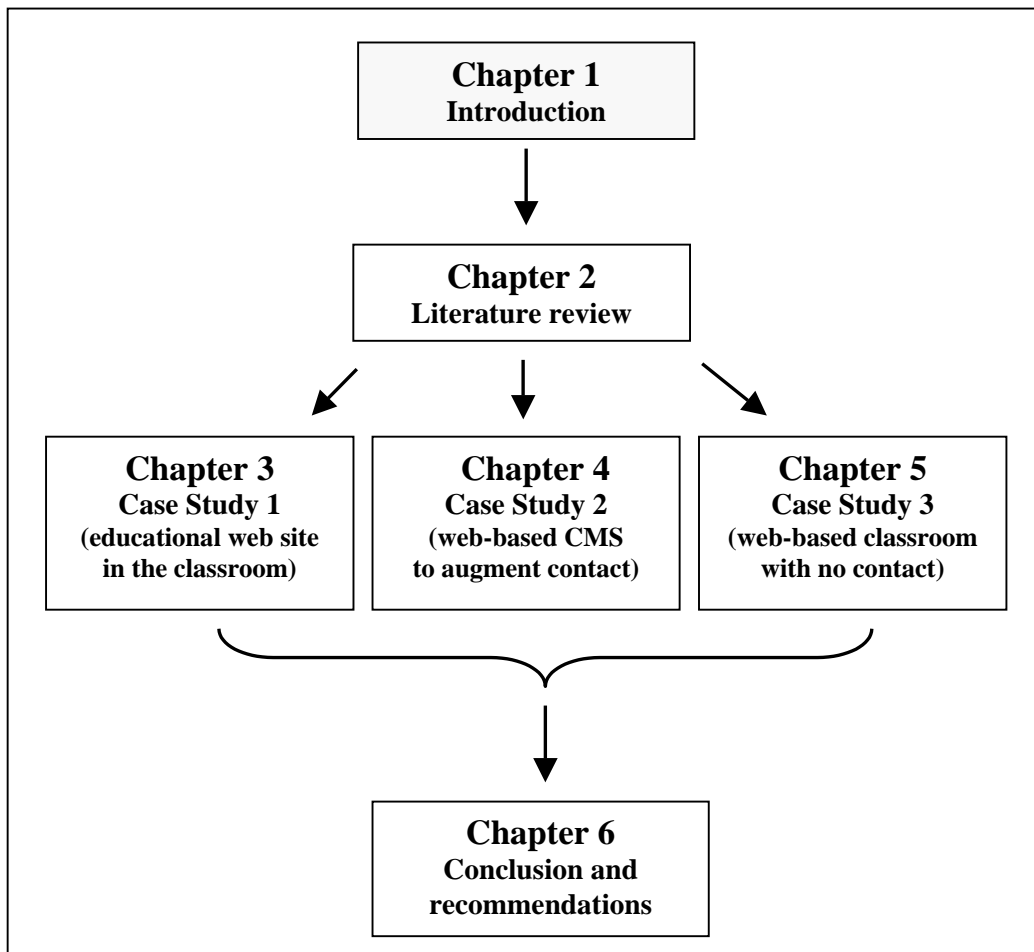 Chapter 1
Introduction
Chapter 2
Literature review
Chapter 3
Case Study 1
(educational web site
in the classroom)
Chapter 4
Case Study 2
(web-based CMS
to augment contact)
Chapter 5
Case Study 3
(web-based classroom
with no contact)
Chapter 6
Conclusion and
recommendations